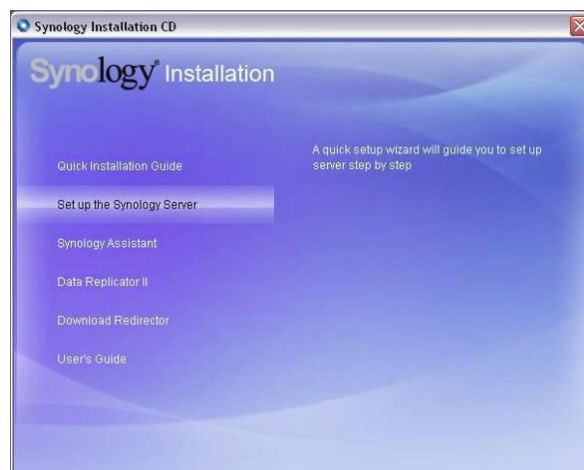 Synology Installation CD
Synology Installation
Quick Installation Guide
Set up the Synology Server
Synology Assistant
Data Replicator II
Download Redirector
User's Guide
A quick setup wizard will guide you to set up
server step by step